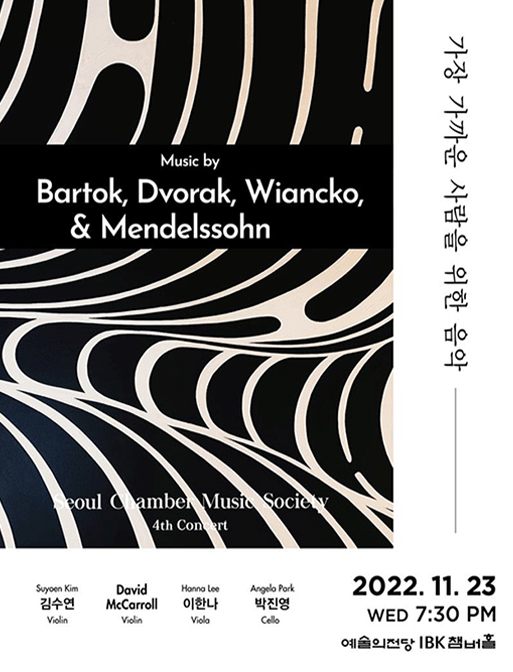 Music by
Bartok, Dvorak, Wiancko,
& Mendelssohn
가장 가까운 사람을 위한 음악
Seoul Chamber Music Society
4th Concert
Suyoen Kim
김수연
Violin
David
McCarroll
Violin
Hanna Lee
이한나
Viola
Angela Park
박진영
Cello
2022. 11. 23
WED 7:30 PM
예술의전당 IBK챔버홀